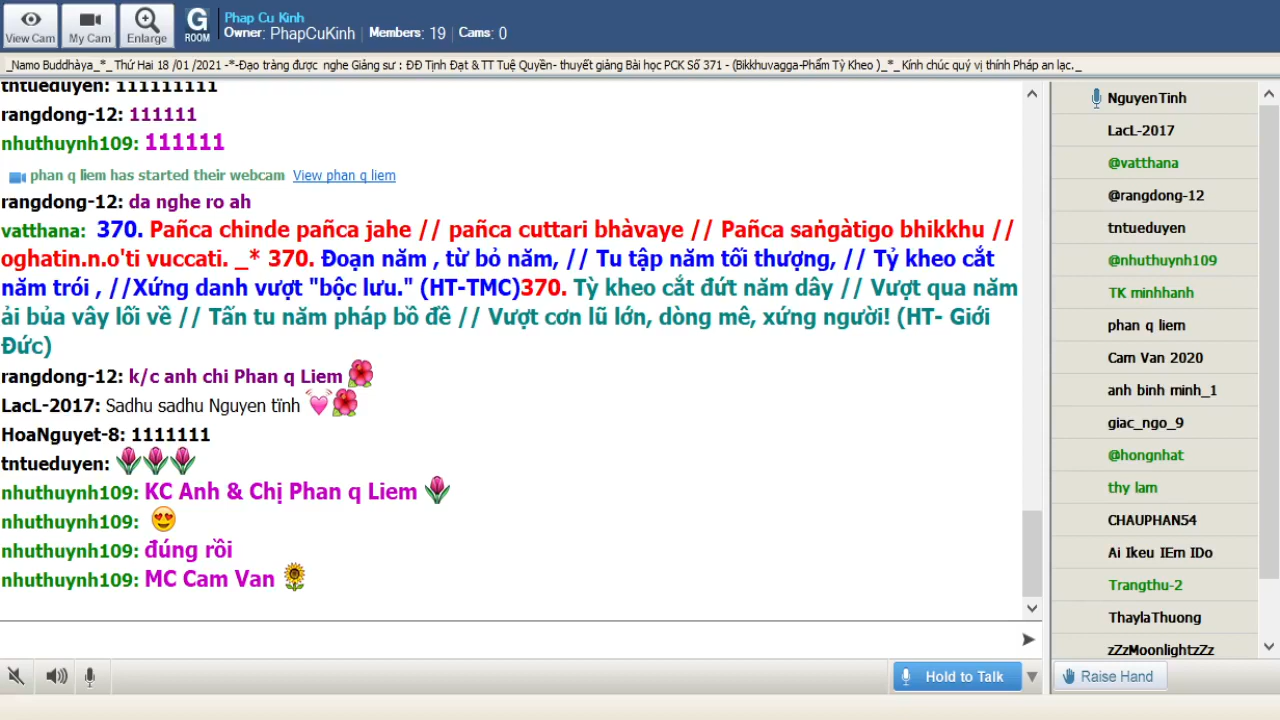 View Cam
My Cam
Enlarge
G
ROOM
Phap Cu Kinh
Owner: PhapCuKinh | Members: 19 | Cams: 0
_Namo Buddhàya_*_ Thứ Hai 18 /01 /2021 -*-Đạo tràng được nghe Giảng sư : ĐĐ Tịnh Đạt & TT Tuệ Quyền- thuyết giảng Bài học PCK Số 371 - (Bikkhuvagga-Phẩm Tỳ Kheo )_*_ Kính chúc quý vị thính Pháp an lạc._
tntueduyen: 111111111
rangdong-12: 111111
nhuthuynh109: 111111
phan q liem has started their webcam View phan q liem
rangdong-12: da nghe ro ah
vatthana: 370. Pañca chinde pañca jahe // pañca cuttari bhàvaye // Pañca saṅgàtigo bhikkhu //
oghatin.n.o'ti vuccati. _* 370. Đoạn năm , từ bỏ năm, // Tu tập năm tối thượng, // Tỷ kheo cắt
năm trói , //Xứng danh vượt "bộc lưu." (HT-TMC)370. Tỳ kheo cắt đứt năm dây // Vượt qua năm
ải bủa vây lối về // Tấn tu năm pháp bồ đề // Vượt cơn lũ lớn, dòng mê, xứng người! (HT- Giới
Đức)
rangdong-12: k/c anh chi Phan q Liem
LacL-2017: Sadhu sadhu Nguyen tïnh
HoaNguyet-8: 1111111
tntueduyen:
nhuthuynh109: KC Anh & Chị Phan q Liem
nhuthuynh109:
nhuthuynh109: đúng rồi
nhuthuynh109: MC Cam Van
Hold to Talk
NguyenTinh
LacL-2017
@vatthana
@rangdong-12
tntueduyen
@nhuthuynh109
TK minhhanh
phan q liem
Cam Van 2020
anh binh minh_1
giac_ngo_9
@hongnhat
thy lam
CHAUPHAN54
Ai Ikeu IEm IDo
Trangthu-2
ThaylaThuong
zZzMoonlightzZz
Raise Hand